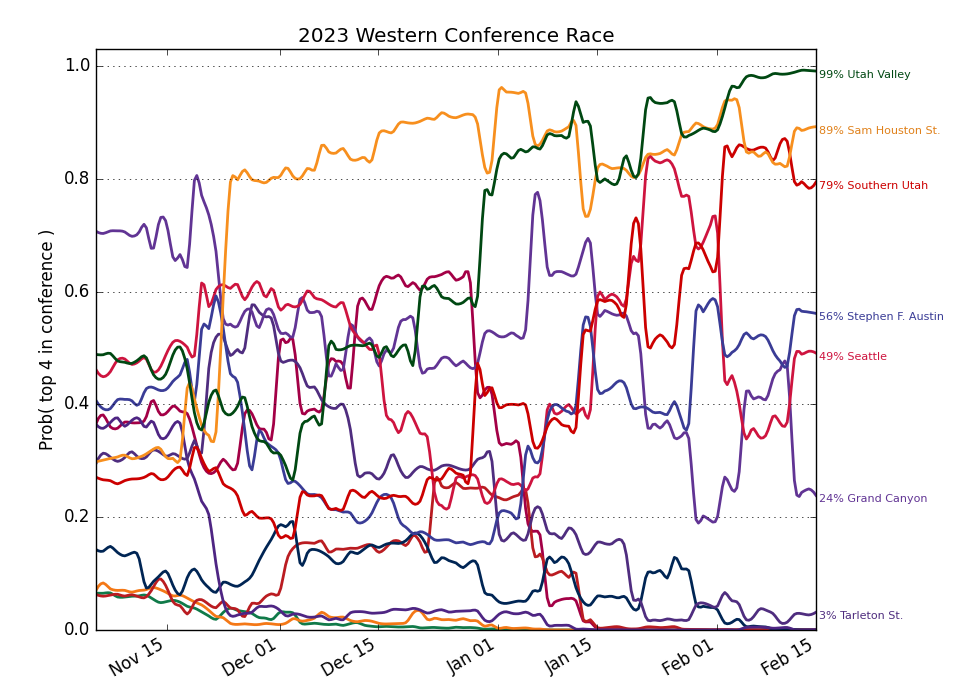 2023 Western Conference Race
Prob( top 4 in conference )
1.0
0.8
0.6
0.4
0.2
0.0
Nov 15
Dec 01
Dec 15
Jan 01
Jan 15
Feb 01
Feb 15
99% Utah Valley
89% Sam Houston St.
79% Southern Utah
56% Stephen F. Austin
49% Seattle
24% Grand Canyon
3% Tarleton St.